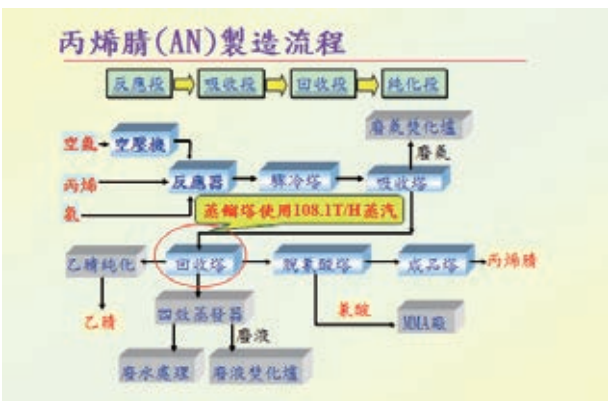 丙烯腈(AN)製造流程
反應段 吸收段 回收段 純化段
廢氣焚化爐
空氣 空壓機 廢氣
丙烯 反應器 驟冷塔 吸收塔
氨
蒸餾塔使用108.1T/H蒸汽
乙腈純化 回收塔 脫氰酸塔 成品塔 丙烯腈
乙腈 四效蒸發器 氰酸 MMA廠
廢液
廢水處理 廢液焚化爐